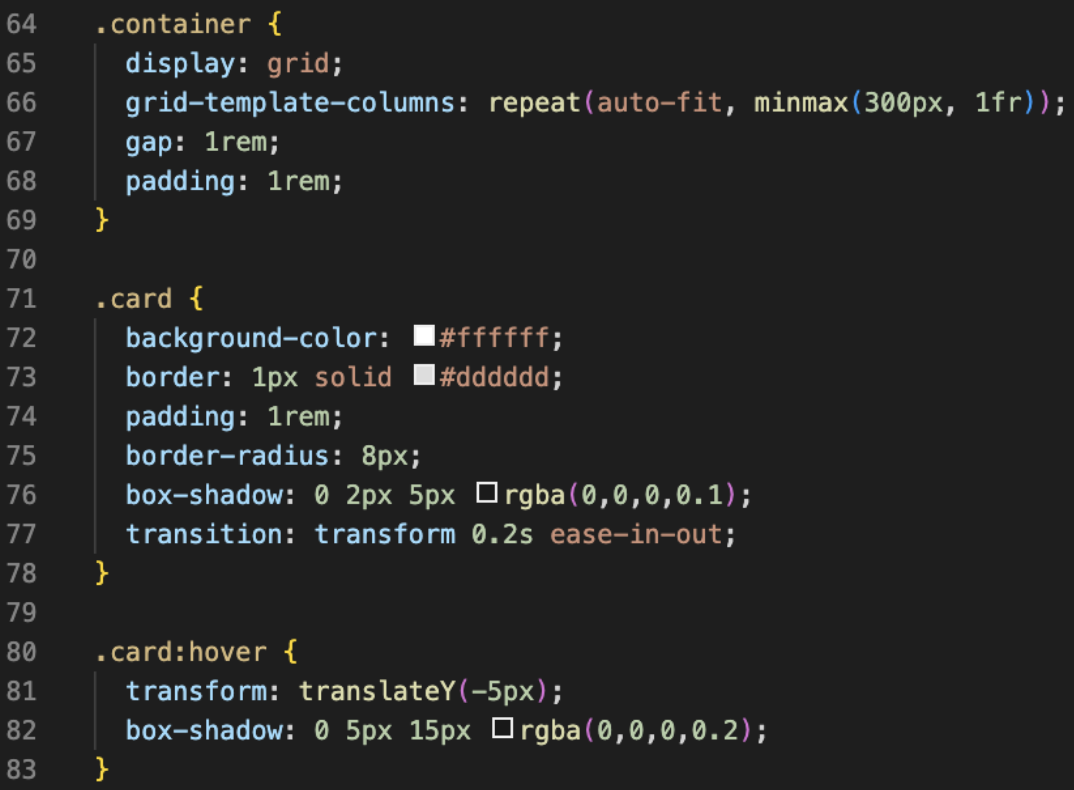 64 .container {
65 display: grid;
66 grid-template-columns: repeat(auto-fit, minmax(300px, 1fr));
67 gap: 1rem;
68 padding: 1rem;
69 }
70
71 .card {
72 background-color: #ffffff;
73 border: 1px solid #dddddd;
74 padding: 1rem;
75 border-radius: 8px;
76 box-shadow: 0 2px 5px rgba(0,0,0,0.1);
77 transition: transform 0.2s ease-in-out;
78 }
79
80 .card:hover {
81 transform: translateY(-5px);
82 box-shadow: 0 5px 15px rgba(0,0,0,0.2);
83 }